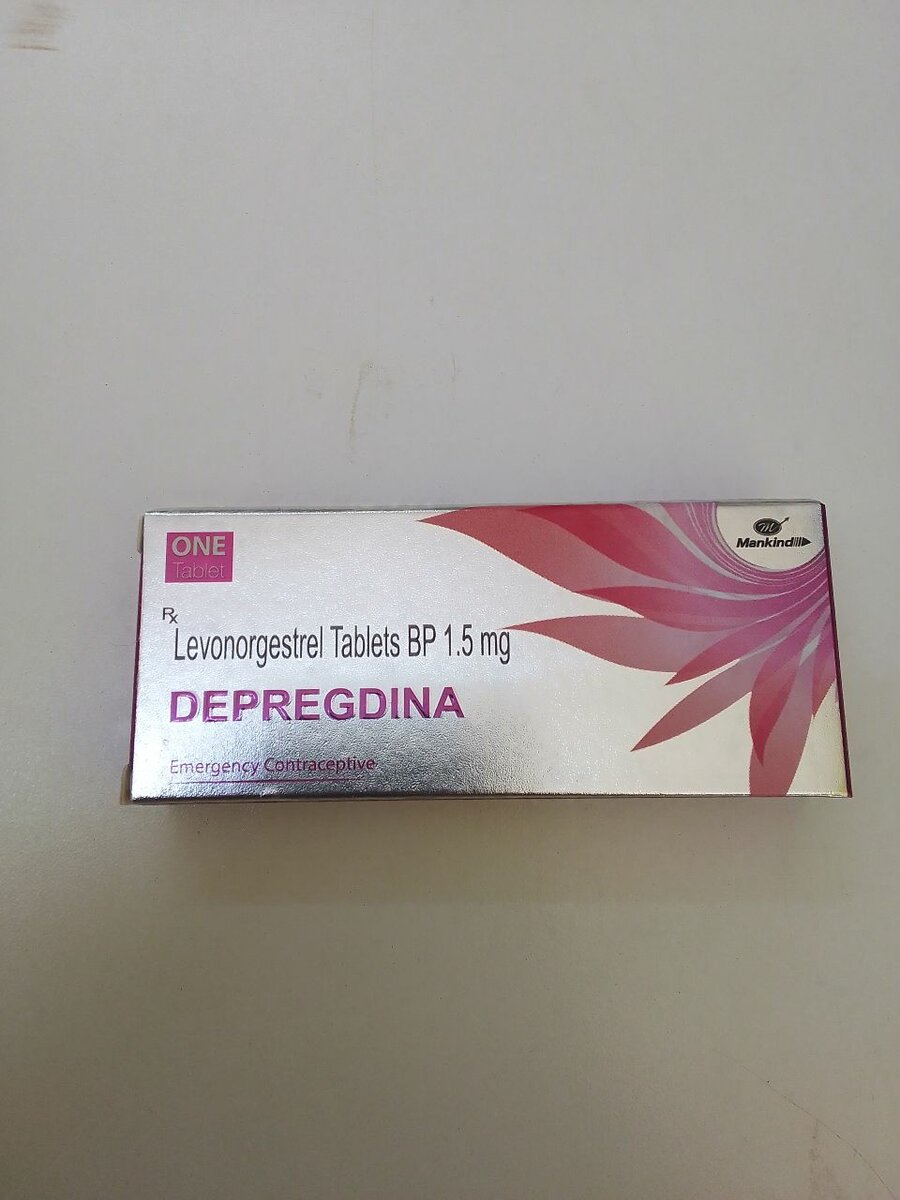 ONE
Tablet
M
Mankind
Rx
Levonorgestrel Tablets BP 1.5 mg
DEPREGDINA
Emergency Contraceptive